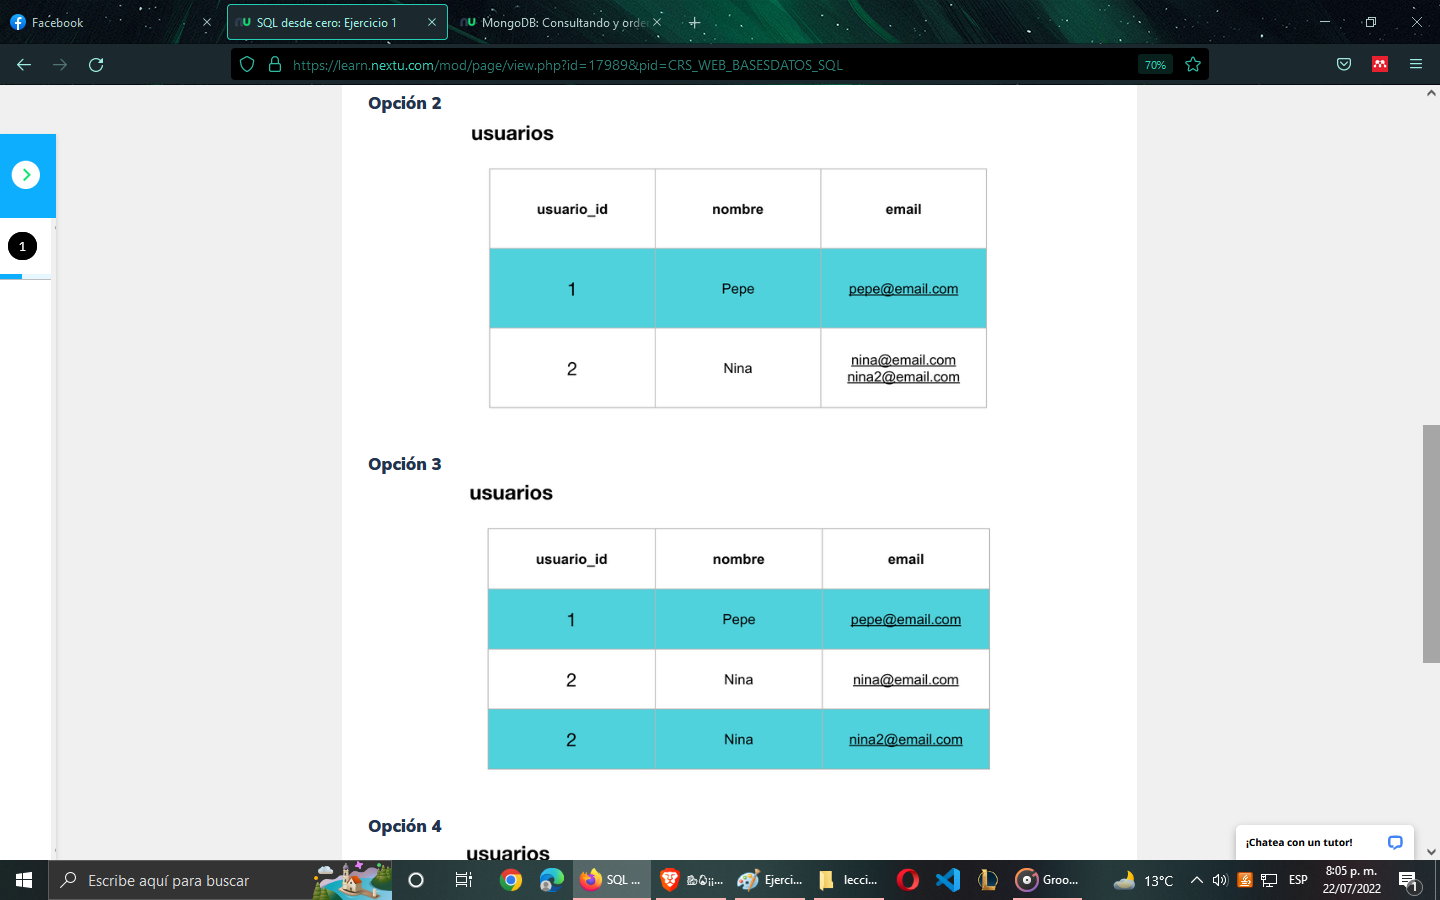 Facebook
SQL desde cero: Ejercicio 1
MongoDB: Consultando y orde
https://learn.nextu.com/mod/page/view.php?id=17989&pid=CRS_WEB_BASESDATOS_SQL
70%
1
Opción 2
usuarios
usuario_id nombre email
1 Pepe pepe@email.com
2 Nina nina@email.com
nina2@email.com
Opción 3
usuarios
usuario_id nombre email
1 Pepe pepe@email.com
2 Nina nina@email.com
2 Nina nina2@email.com
Opción 4
usuarios
¡Chatea con un tutor!
Escribe aquí para buscar
SQL ...
Ejerci...
lecci...
Groo...
13°C
ESP
8:05 p. m.
22/07/2022
1